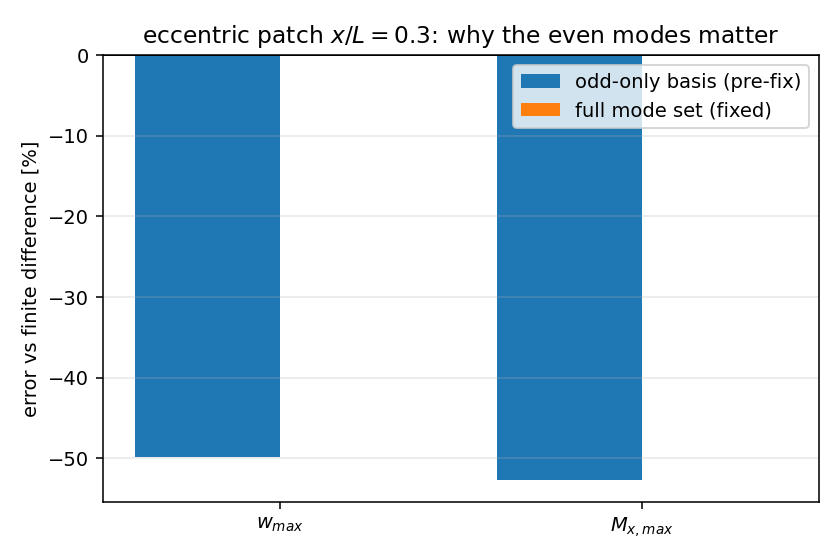 eccentric patch x/L = 0.3: why the even modes matter
odd-only basis (pre-fix)
full mode set (fixed)
error vs finite difference [%]
0
−10
−20
−30
−40
−50
w_max
M_x, max